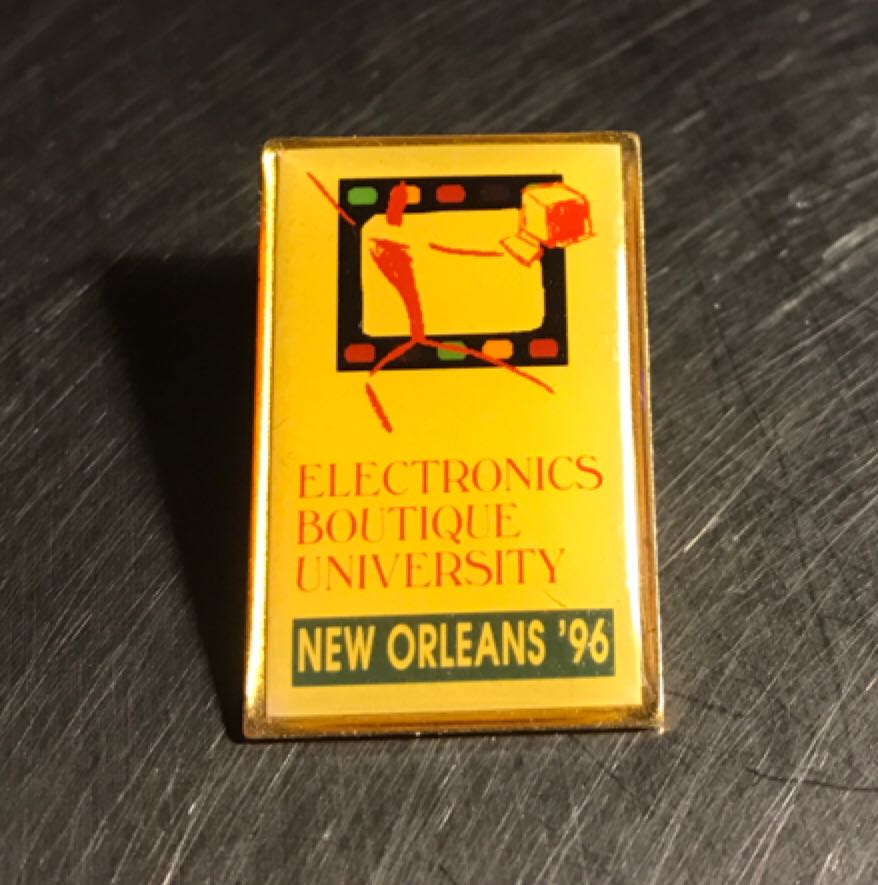 ELECTRONICS
BOUTIQUE
UNIVERSITY
NEW ORLEANS '96